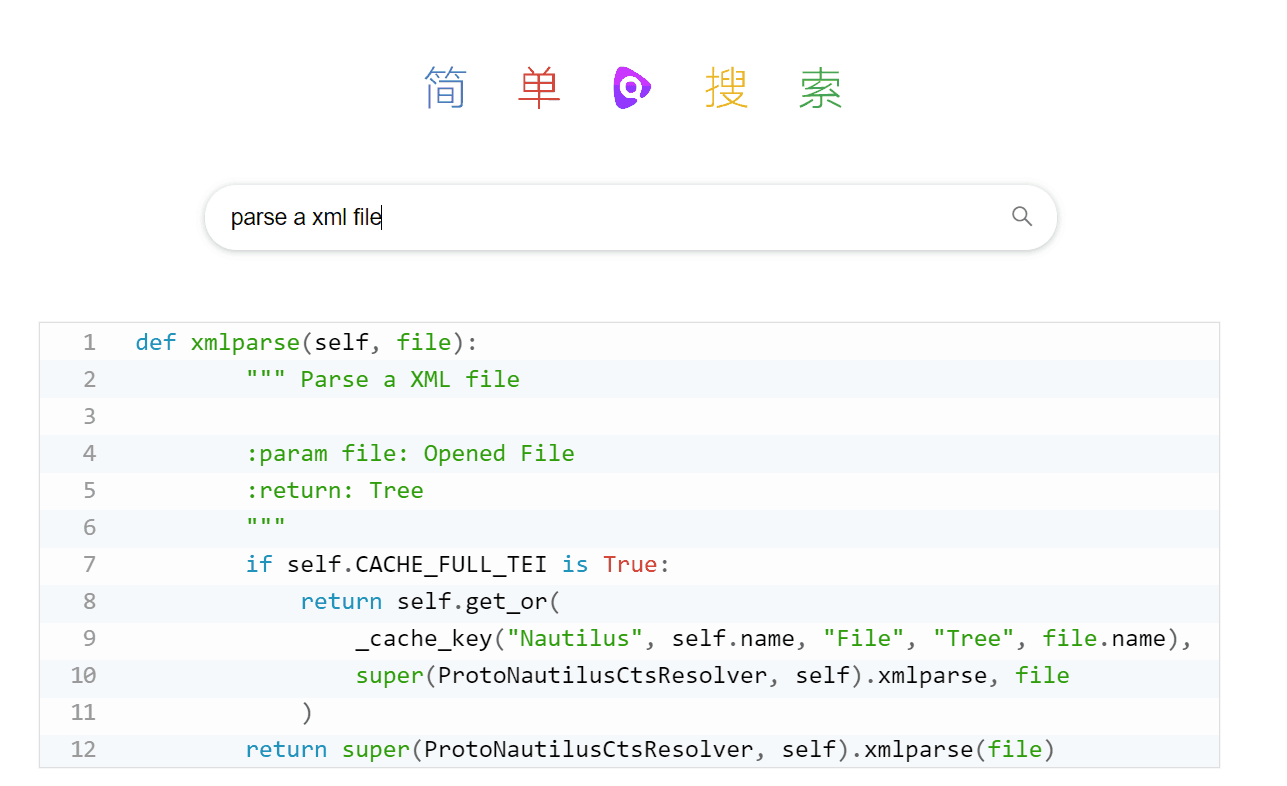 简单搜索
parse a xml file
1 def xmlparse(self, file):
2 """ Parse a XML file
3
4 :param file: Opened File
5 :return: Tree
6 """
7 if self.CACHE_FULL_TEI is True:
8 return self.get_or(
9 _cache_key("Nautilus", self.name, "File", "Tree", file.name),
10 super(ProtoNautilusCtsResolver, self).xmlparse, file
11 )
12 return super(ProtoNautilusCtsResolver, self).xmlparse(file)